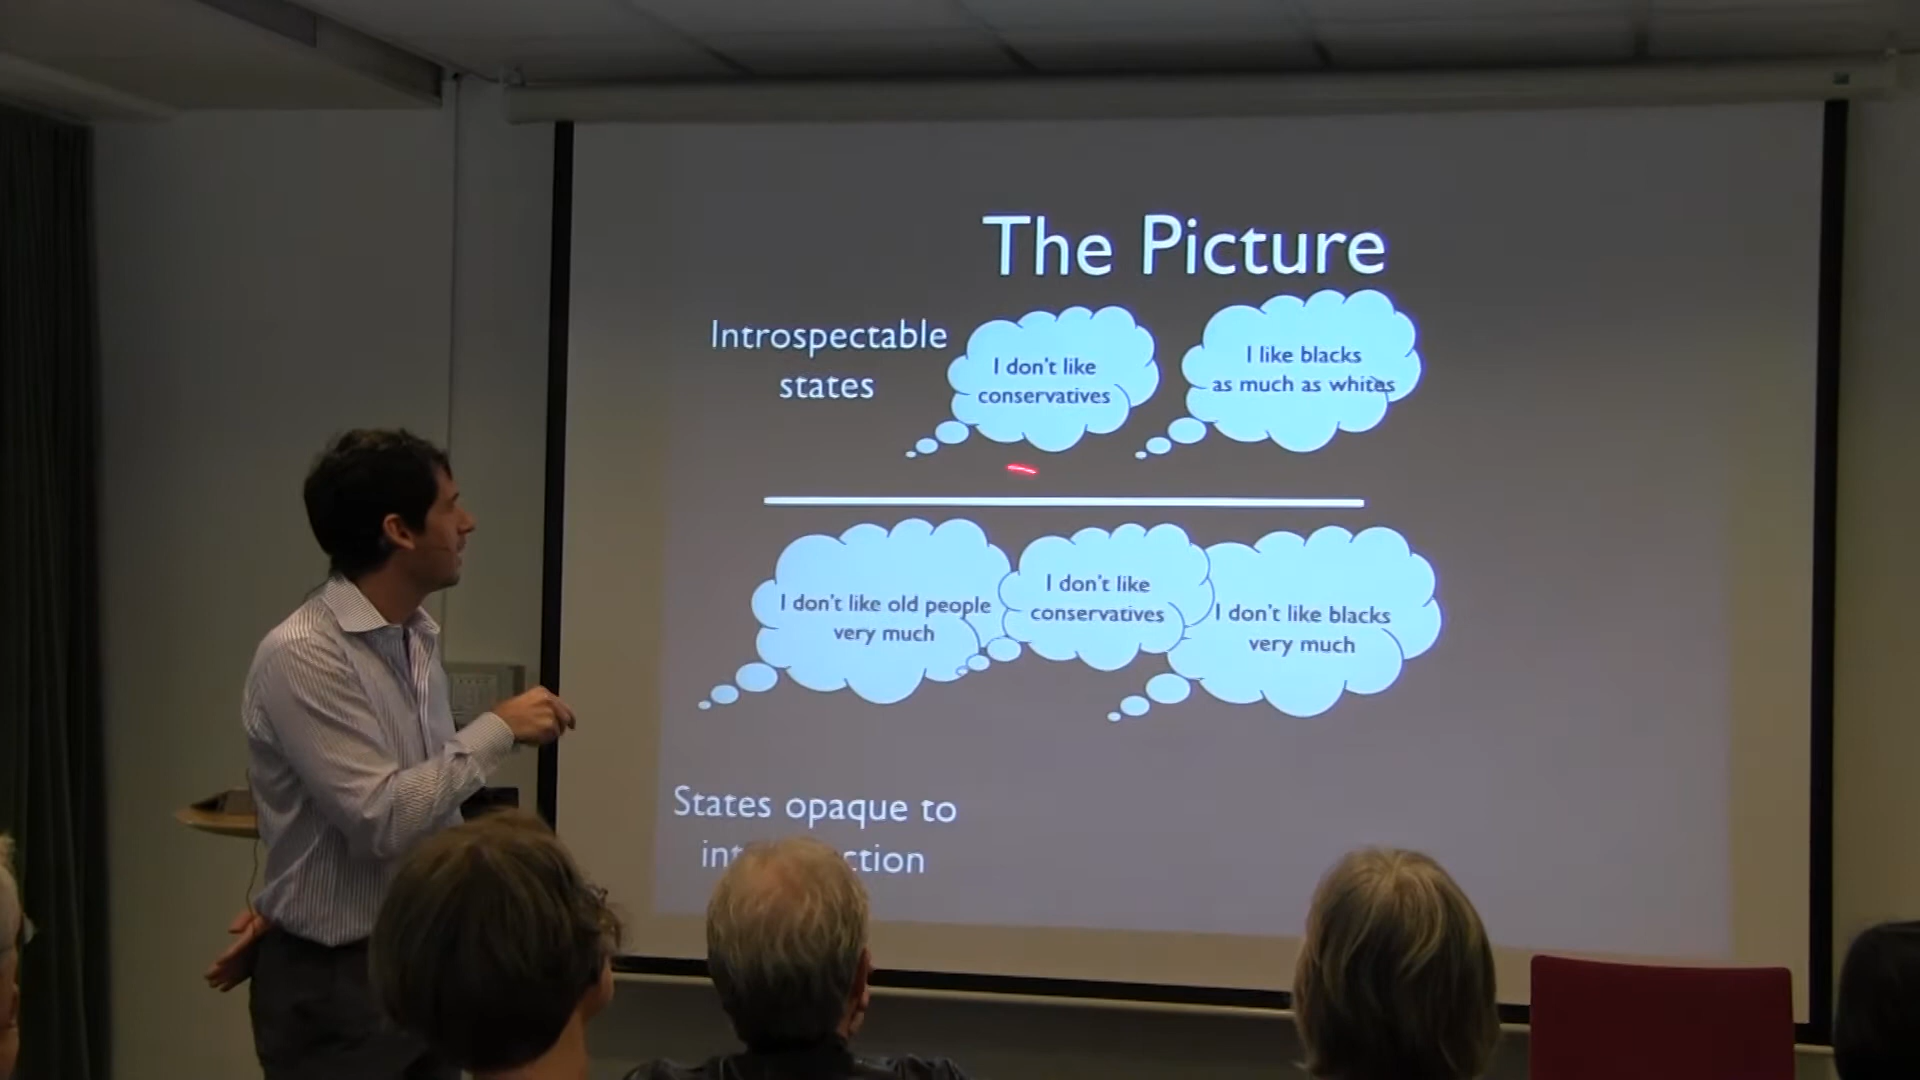 The Picture
Introspectable
states
I don't like
conservatives
I like blacks
as much as whites
I don't like old people
very much
I don't like
conservatives
I don't like blacks
very much
States opaque to